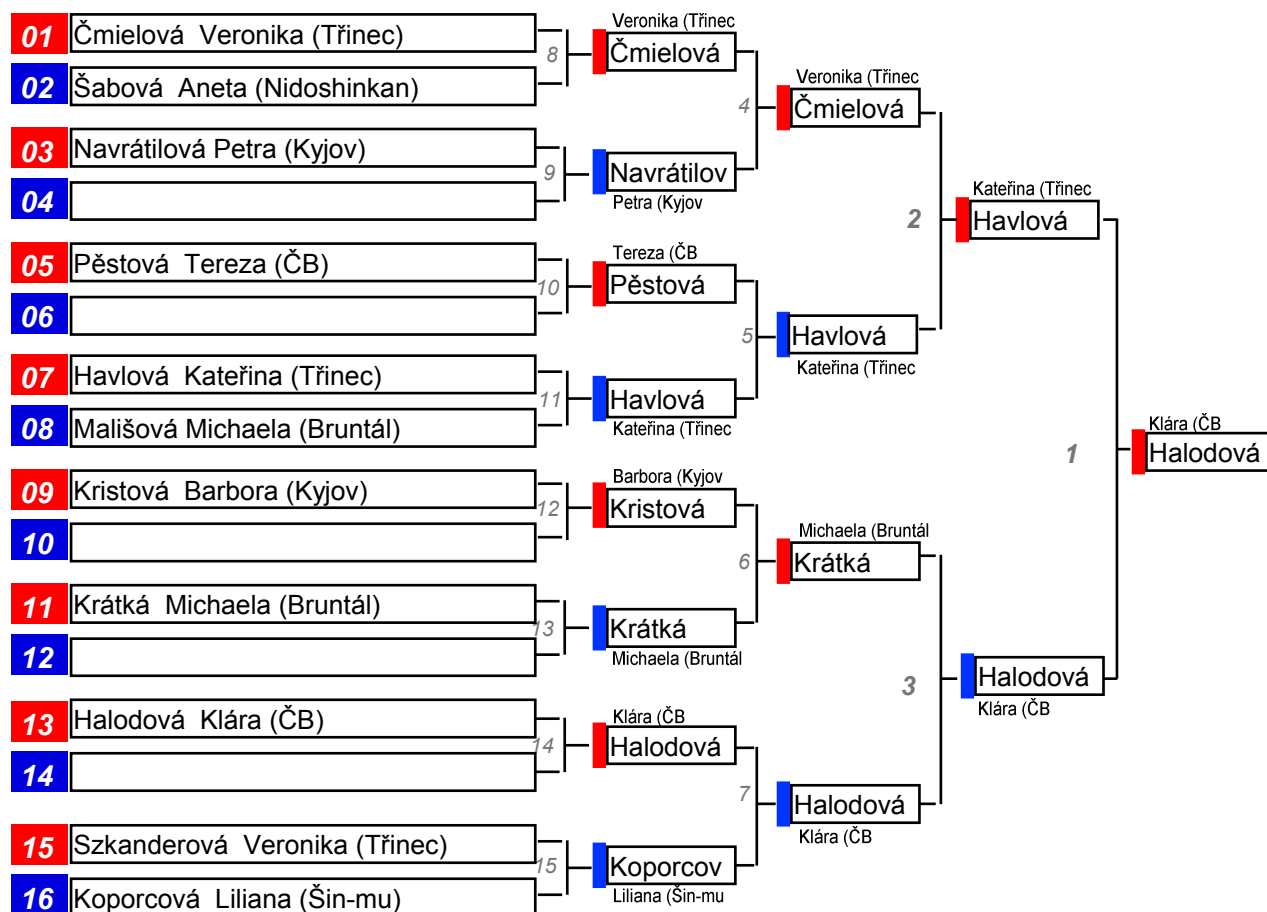 Veronika (Třinec
01 Čmielová  Veronika (Třinec)
8 Čmielová
Veronika (Třinec
02 Šabová  Aneta (Nidoshinkan)
4 Čmielová
03 Navrátilová Petra (Kyjov)
9 Navrátilov
Kateřina (Třinec
04
Petra (Kyjov
2 Havlová
05 Pěstová  Tereza (ČB)
Tereza (ČB
10 Pěstová
06
5 Havlová
Kateřina (Třinec
07 Havlová  Kateřina (Třinec)
11 Havlová
08 Mališová Michaela (Bruntál)
Kateřina (Třinec
Klára (ČB
1 Halodová
Barbora (Kyjov
09 Kristová  Barbora (Kyjov)
12 Kristová
10
Michaela (Bruntál
6 Krátká
11 Krátká  Michaela (Bruntál)
13 Krátká
12
Michaela (Bruntál
3 Halodová
Klára (ČB
13 Halodová  Klára (ČB)
Klára (ČB
14 Halodová
14
7 Halodová
Klára (ČB
15 Szkanderová  Veronika (Třinec)
15 Koporcov
16 Koporcová  Liliana (Šin-mu)
Liliana (Šin-mu